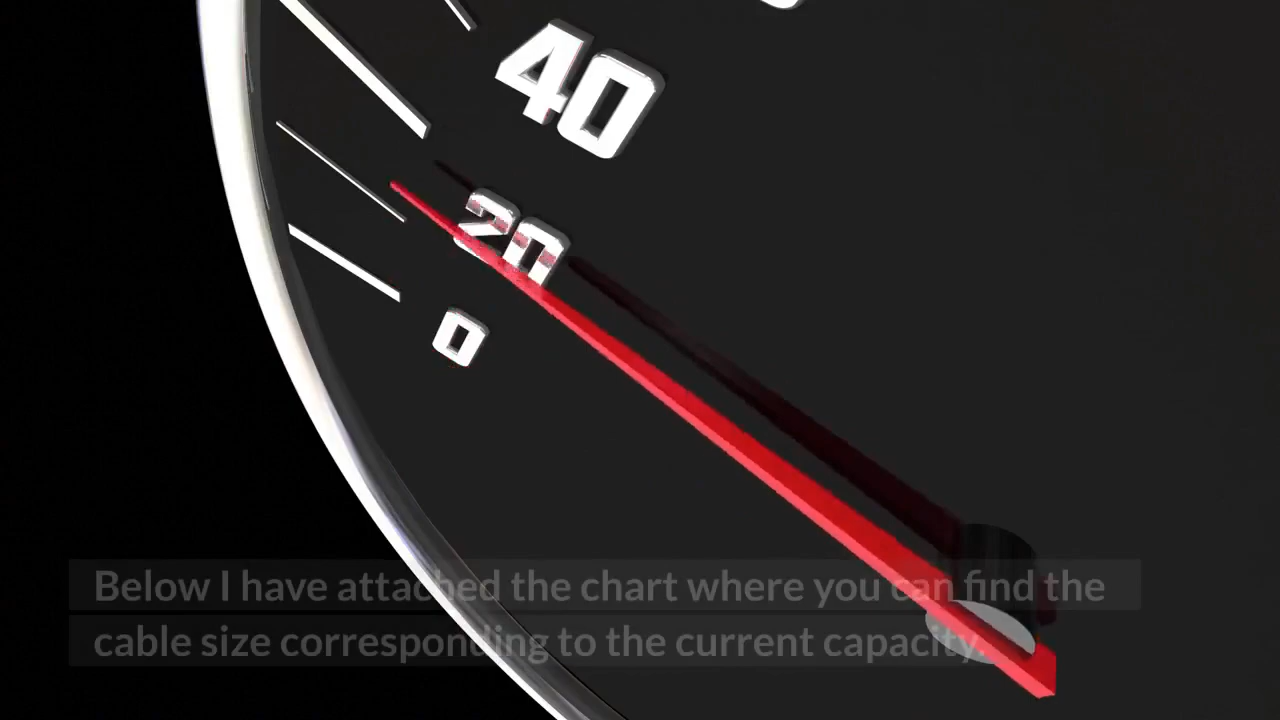 40
20
0
Below I have attached the chart where you can find the
cable size corresponding to the current capacity.